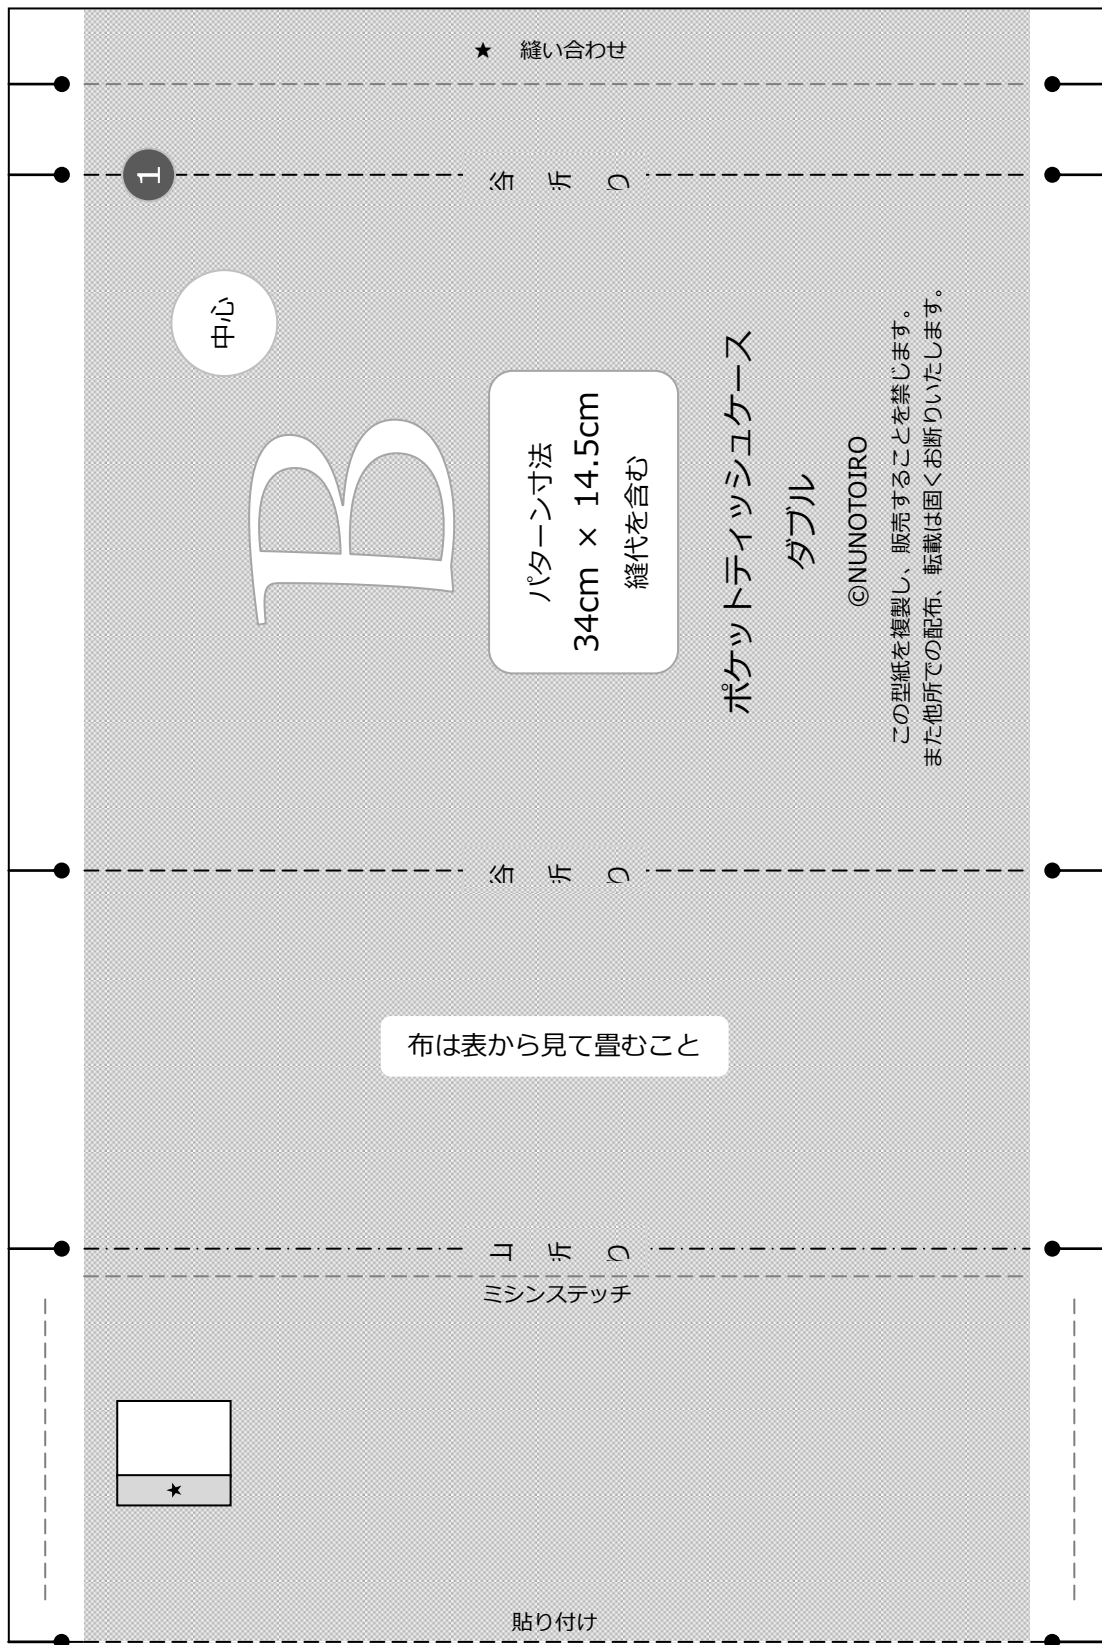 ★　縫い合わせ
1
谷 折 り
中心
B
パターン寸法
34cm × 14.5cm
縫代を含む
ポケットティッシュケース
ダブル
©NUNOTOIRO
この型紙を複製し、販売することを禁じます。
また他所での配布、転載は固くお断りいたします。
谷 折 り
布は表から見て畳むこと
山 折 り
ミシンステッチ
★
貼り付け